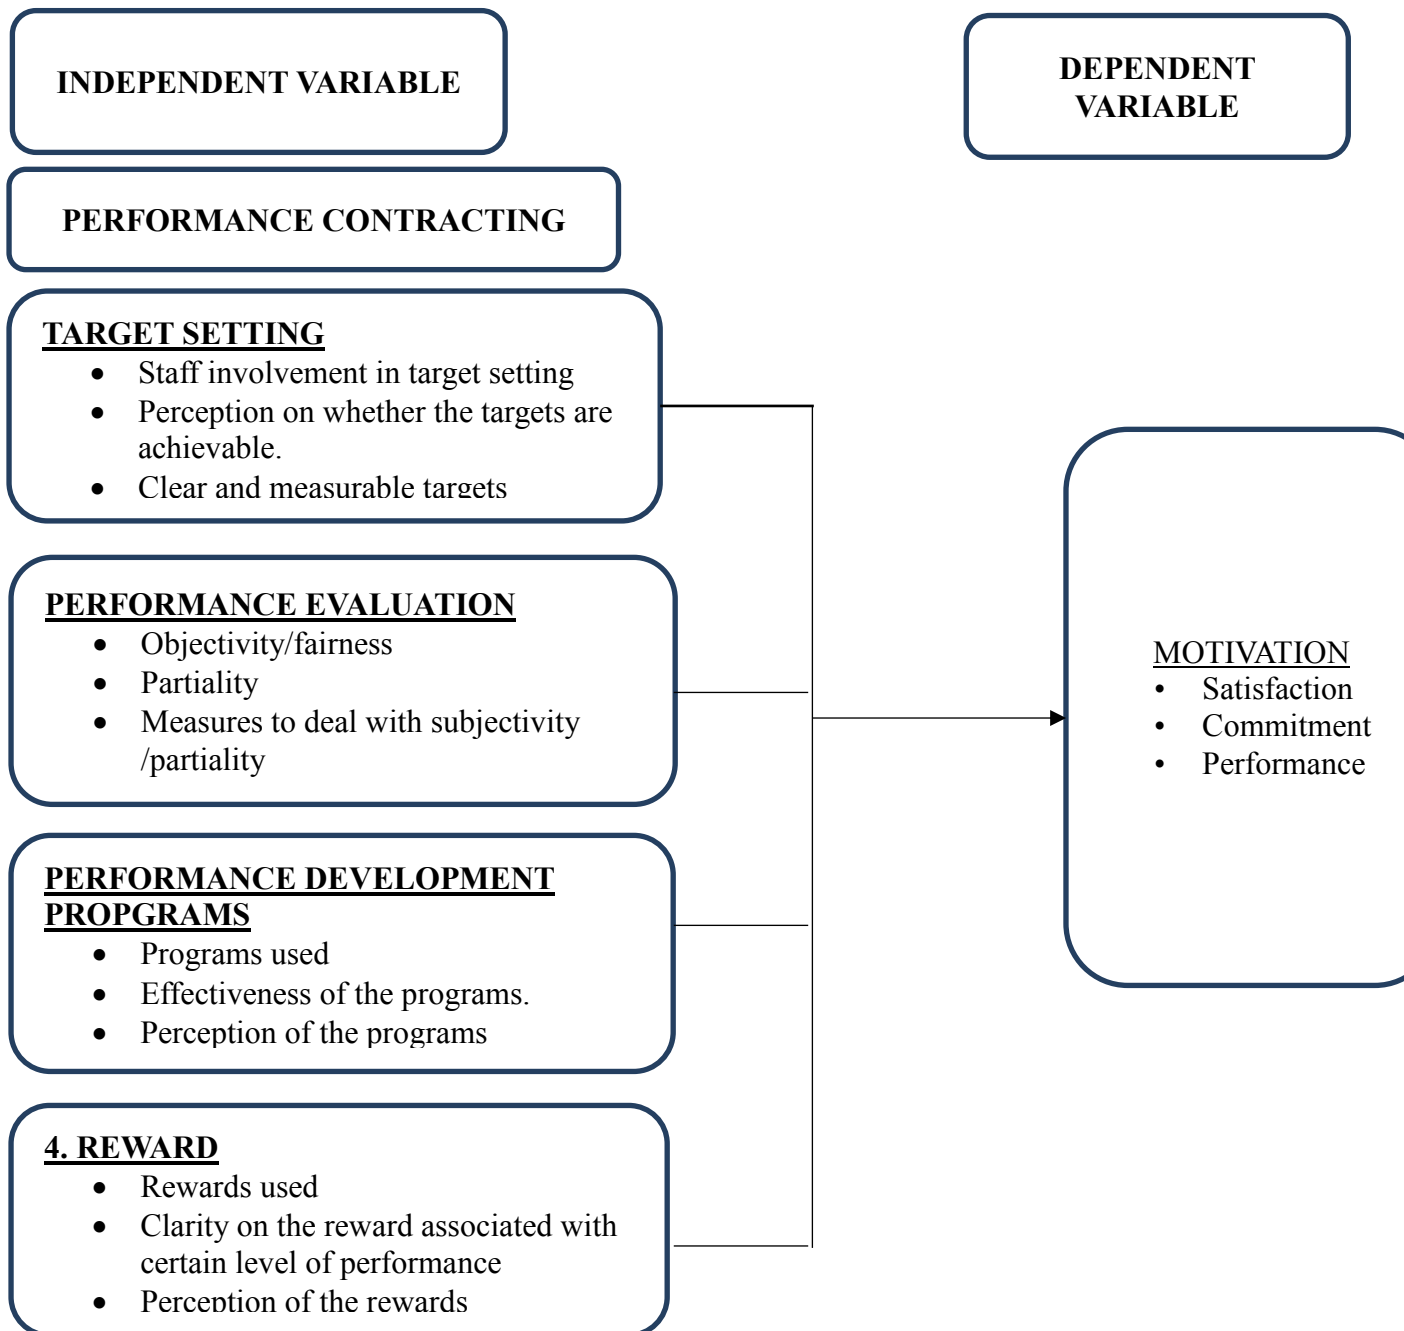 INDEPENDENT VARIABLE
DEPENDENT
VARIABLE
PERFORMANCE CONTRACTING
TARGET SETTING
• Staff involvement in target setting
• Perception on whether the targets are
achievable.
• Clear and measurable targets
PERFORMANCE EVALUATION
• Objectivity/fairness
• Partiality
• Measures to deal with subjectivity
/partiality
PERFORMANCE DEVELOPMENT
PROPGRAMS
• Programs used
• Effectiveness of the programs.
• Perception of the programs
4. REWARD
• Rewards used
• Clarity on the reward associated with
certain level of performance
• Perception of the rewards
MOTIVATION
• Satisfaction
• Commitment
• Performance